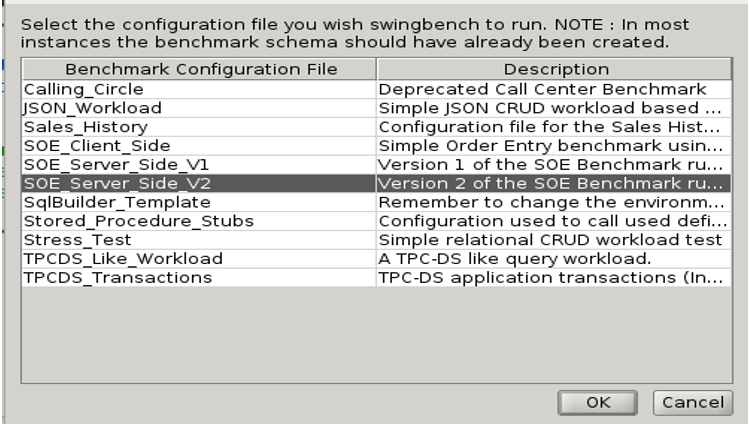 Select the configuration file you wish swingbench to run. NOTE : In most
instances the benchmark schema should have already been created.
Benchmark Configuration File Description
Calling_Circle Deprecated Call Center Benchmark
JSON_Workload Simple JSON CRUD workload based ...
Sales_History Configuration file for the Sales Hist...
SOE_Client_Side Simple Order Entry benchmark usin...
SOE_Server_Side_V1 Version 1 of the SOE Benchmark ru...
SOE_Server_Side_V2 Version 2 of the SOE Benchmark ru...
SqlBuilder_Template Remember to change the environm...
Stored_Procedure_Stubs Configuration used to call used defi...
Stress_Test Simple relational CRUD workload test
TPCDS_Like_Workload A TPC-DS like query workload.
TPCDS_Transactions TPC-DS application transactions (In...
OK Cancel